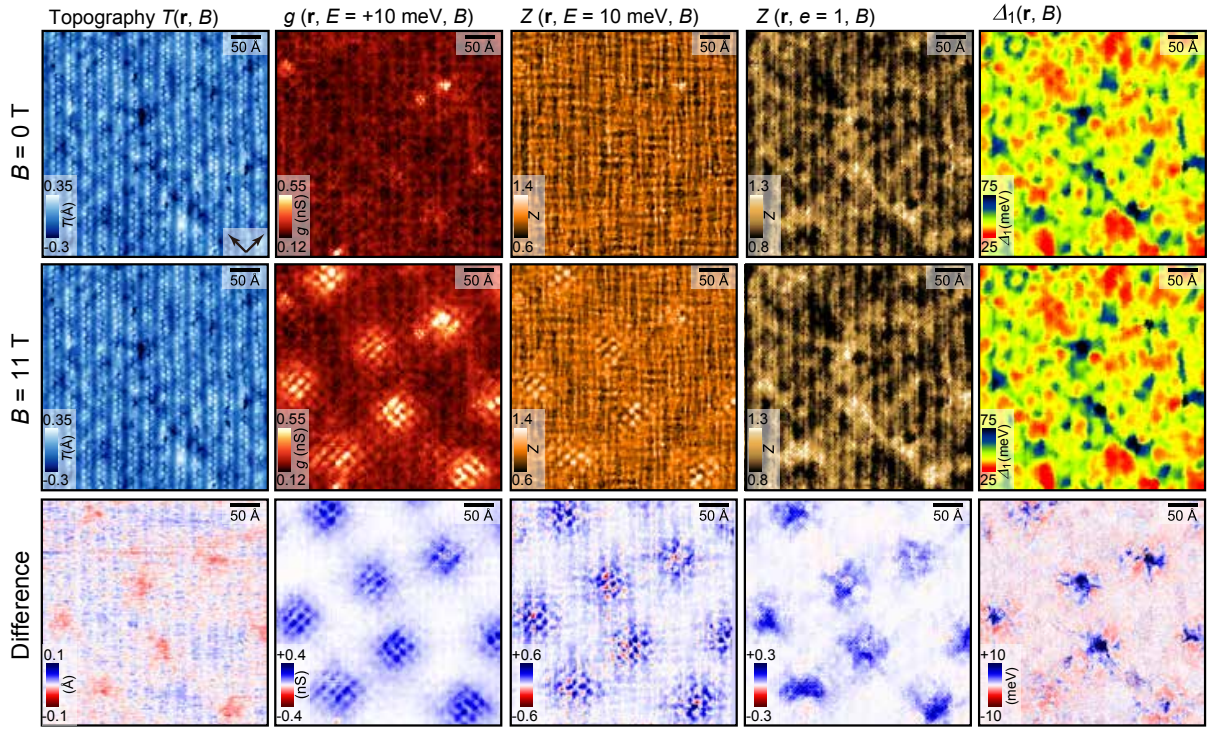 Topography T(r, B)
g (r, E = +10 meV, B)
Z (r, E = 10 meV, B)
Z (r, e = 1, B)
Δ₁(r, B)
B = 0 T
50 Å
50 Å
50 Å
50 Å
50 Å
0.35
T(Å)
-0.3
0.55
g (nS)
0.12
1.4
Z
0.6
1.3
Z
0.8
75
Δ₁(meV)
25
B = 11 T
50 Å
50 Å
50 Å
50 Å
50 Å
0.35
T(Å)
-0.3
0.55
g (nS)
0.12
1.4
Z
0.6
1.3
Z
0.8
75
Δ₁(meV)
25
Difference
50 Å
50 Å
50 Å
50 Å
50 Å
0.1
(Å)
-0.1
+0.4
(nS)
-0.4
+0.6
-0.6
+0.3
-0.3
+10
(meV)
-10